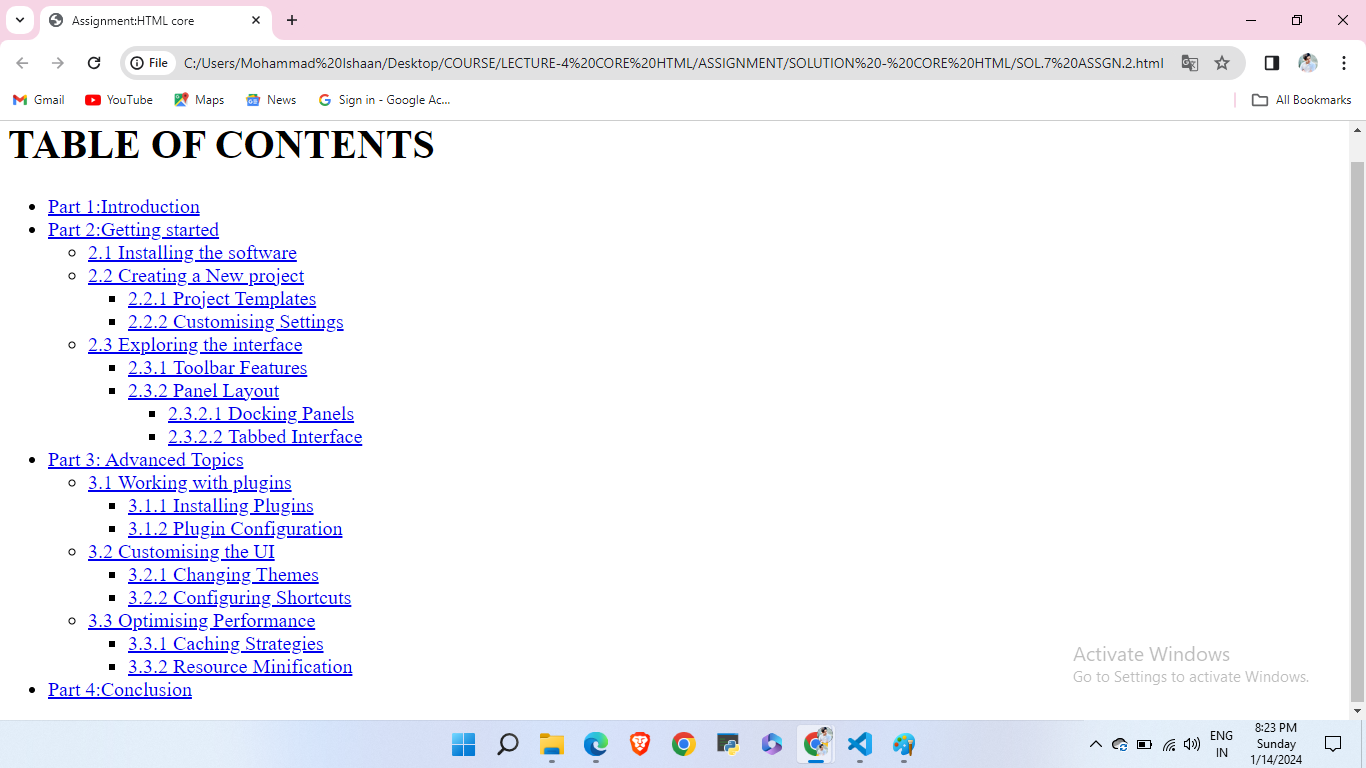 Assignment:HTML core
File
C:/Users/Mohammad%20Ishaan/Desktop/COURSE/LECTURE-4%20CORE%20HTML/ASSIGNMENT/SOLUTION%20-%20CORE%20HTML/SOL.7%20ASSGN.2.html
Gmail YouTube Maps News Sign in - Google Ac... All Bookmarks
TABLE OF CONTENTS
Part 1:Introduction
Part 2:Getting started
2.1 Installing the software
2.2 Creating a New project
2.2.1 Project Templates
2.2.2 Customising Settings
2.3 Exploring the interface
2.3.1 Toolbar Features
2.3.2 Panel Layout
2.3.2.1 Docking Panels
2.3.2.2 Tabbed Interface
Part 3: Advanced Topics
3.1 Working with plugins
3.1.1 Installing Plugins
3.1.2 Plugin Configuration
3.2 Customising the UI
3.2.1 Changing Themes
3.2.2 Configuring Shortcuts
3.3 Optimising Performance
3.3.1 Caching Strategies
3.3.2 Resource Minification
Part 4:Conclusion
Activate Windows
Go to Settings to activate Windows.
ENG
IN
8:23 PM
Sunday
1/14/2024